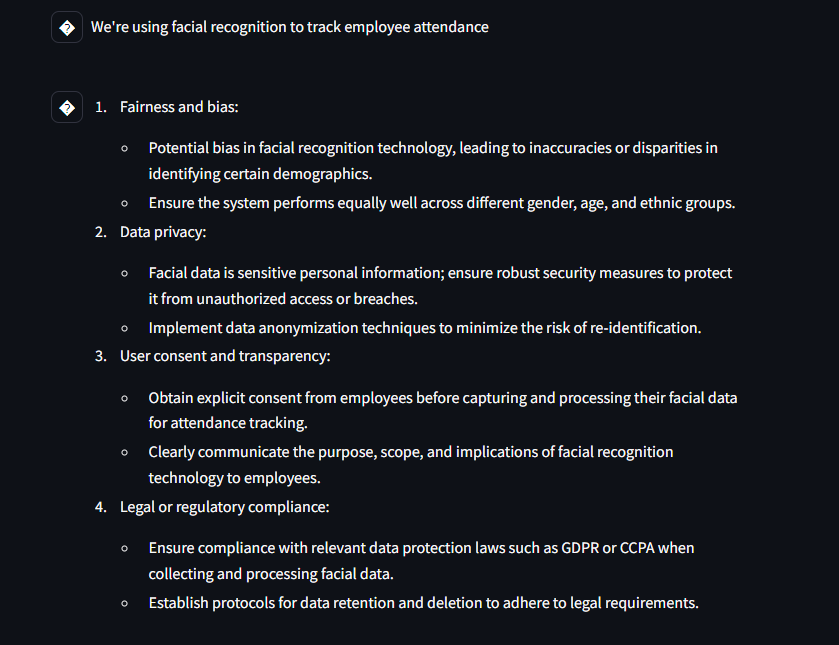 We're using facial recognition to track employee attendance
1. Fairness and bias:
○ Potential bias in facial recognition technology, leading to inaccuracies or disparities in
identifying certain demographics.
○ Ensure the system performs equally well across different gender, age, and ethnic groups.
2. Data privacy:
○ Facial data is sensitive personal information; ensure robust security measures to protect
it from unauthorized access or breaches.
○ Implement data anonymization techniques to minimize the risk of re-identification.
3. User consent and transparency:
○ Obtain explicit consent from employees before capturing and processing their facial data
for attendance tracking.
○ Clearly communicate the purpose, scope, and implications of facial recognition
technology to employees.
4. Legal or regulatory compliance:
○ Ensure compliance with relevant data protection laws such as GDPR or CCPA when
collecting and processing facial data.
○ Establish protocols for data retention and deletion to adhere to legal requirements.